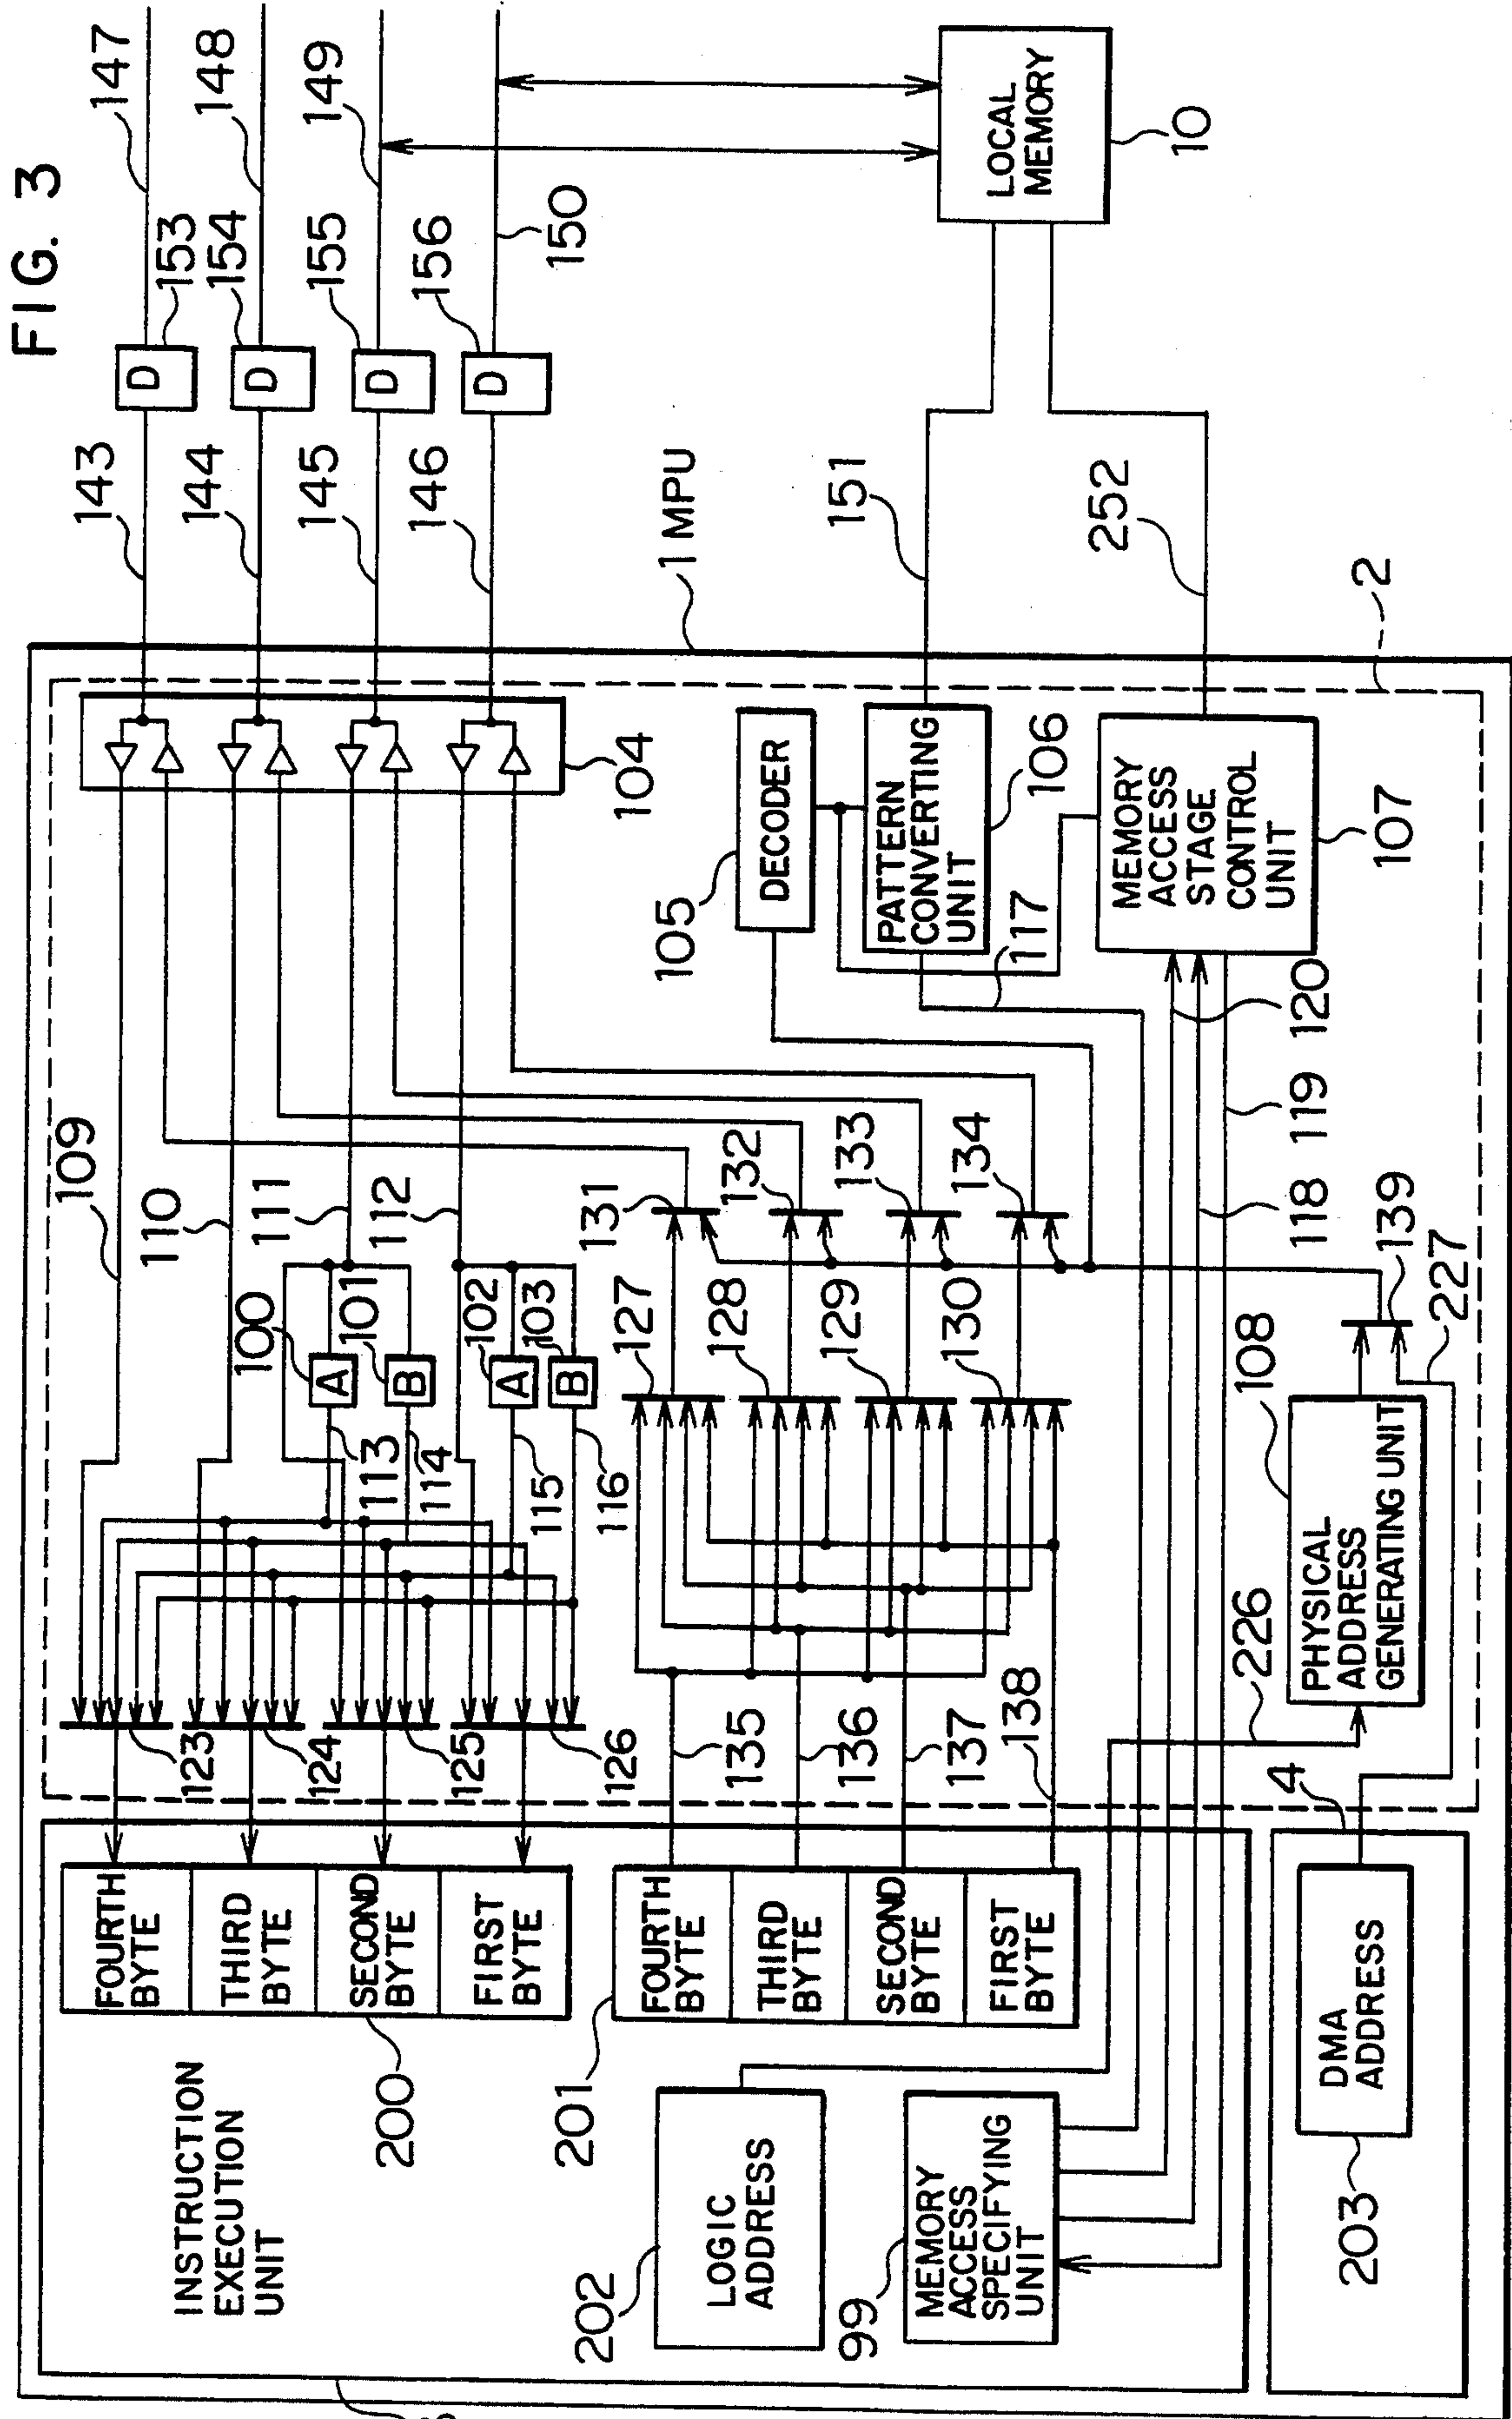 FIG. 3
147
148
149
150
153
154
155
156
D
D
D
D
143
144
145
146
LOCAL
MEMORY
10
1 MPU
151
252
2
104
105
DECODER
PATTERN
CONVERTING
UNIT
106
117
MEMORY
ACCESS
STAGE
CONTROL
UNIT
107
120
119
118
109
110
111
112
100
101
102
103
A
B
A
B
113
114
115
116
131
132
133
134
127
128
129
130
139
227
108
PHYSICAL
ADDRESS
GENERATING UNIT
226
123
124
125
126
135
136
137
138
4
FOURTH
BYTE
THIRD
BYTE
SECOND
BYTE
FIRST
BYTE
200
FOURTH
BYTE
THIRD
BYTE
SECOND
BYTE
FIRST
BYTE
201
INSTRUCTION
EXECUTION
UNIT
LOGIC
ADDRESS
202
MEMORY
ACCESS
SPECIFYING
UNIT
99
DMA
ADDRESS
203